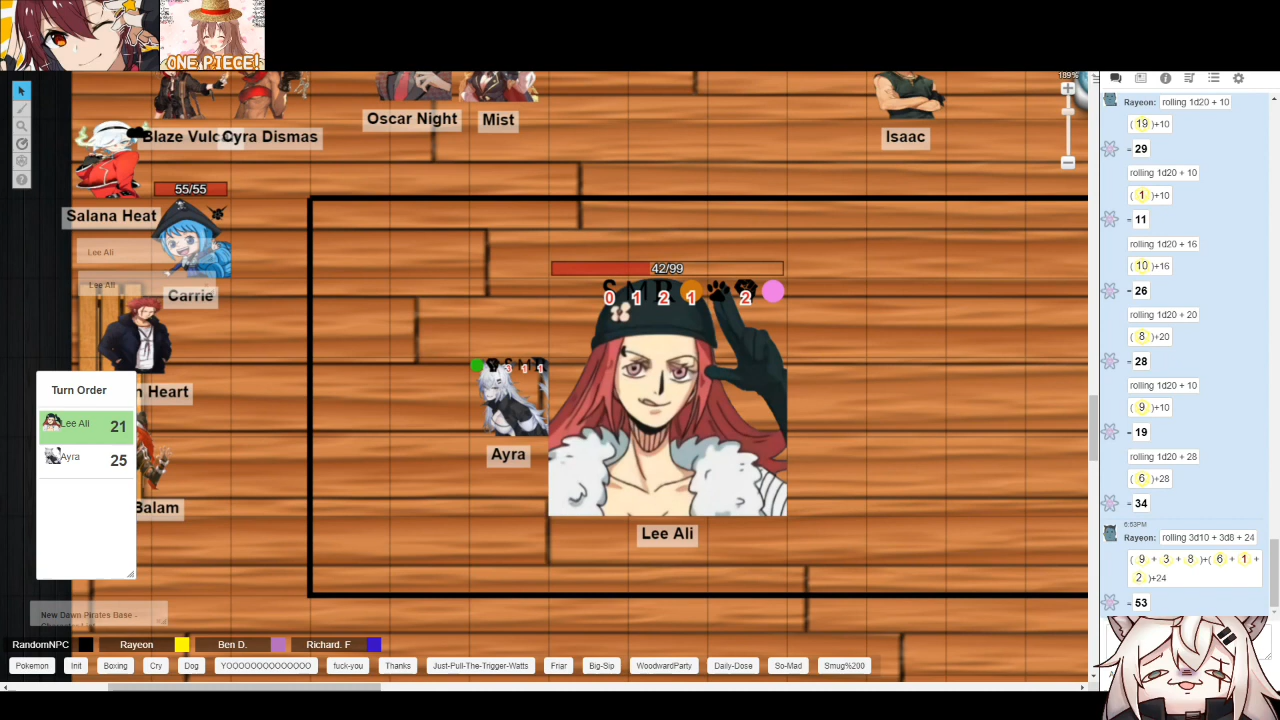 ONE PIECE!
189%
Oscar Night
Mist
Blaze Vulc
Cyra Dismas
Isaac
55/55
Salana Heat
Lee Ali
Lee Ali
Carrie
42/99
S M R
0 1 2 1 2
S M R
3 1 1
Turn Order
Lee Ali 21
Ayra 25
n Heart
Ayra
Balam
Lee Ali
New Dawn Pirates Base -
RandomNPC
Rayeon
Ben D.
Richard. F
Pokemon
Init
Boxing
Cry
Dog
YOOOOOOOOOOOOO
fuck-you
Thanks
Just-Pull-The-Trigger-Watts
Friar
Big-Sip
WoodwardParty
Daily-Dose
So-Mad
Smug%200
Rayeon: rolling 1d20 + 10
(19)+10
= 29
rolling 1d20 + 10
(1)+10
= 11
rolling 1d20 + 16
(10)+16
= 26
rolling 1d20 + 20
(8)+20
= 28
rolling 1d20 + 10
(9)+10
= 19
rolling 1d20 + 28
(6)+28
= 34
6:53PM
Rayeon: rolling 3d10 + 3d8 + 24
(9 + 3 + 8)+(6 + 1 +
2)+24
= 53